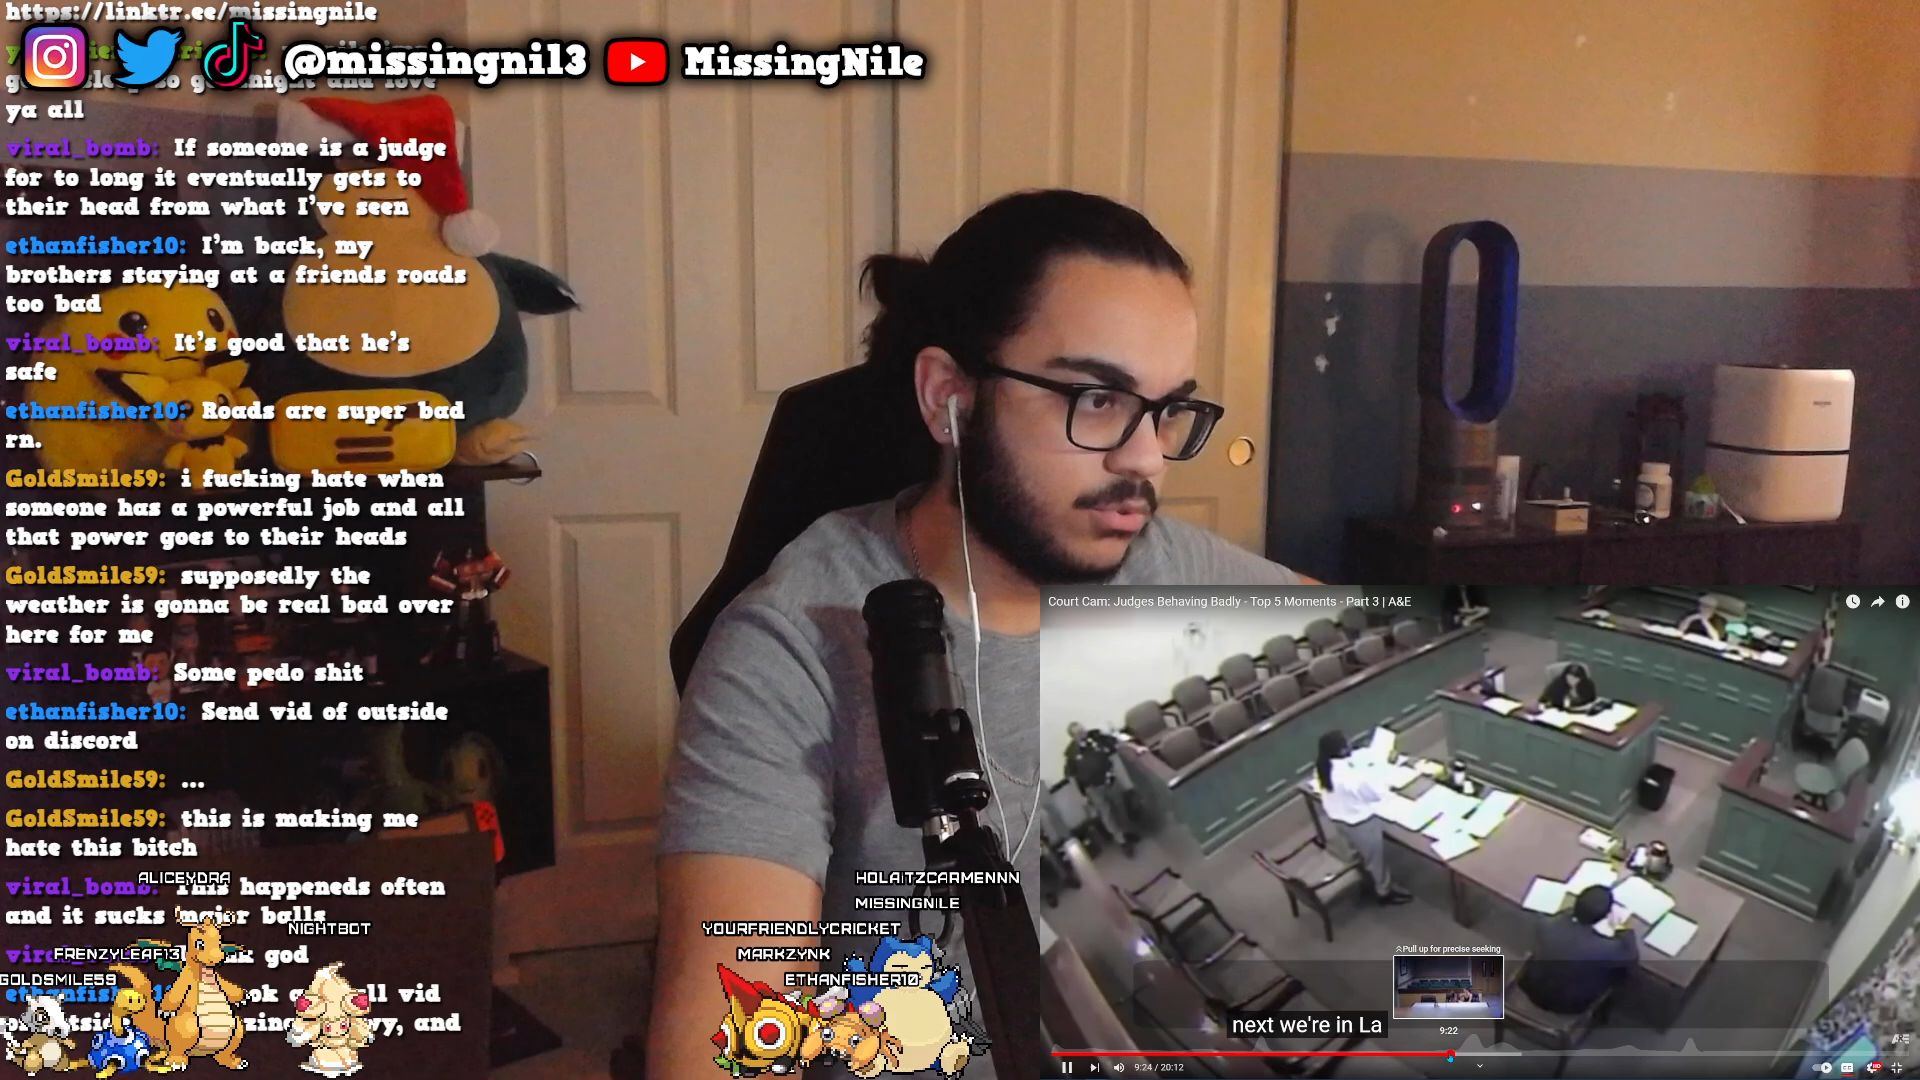 https://linktr.ee/missingnile
@missingnil3 MissingNile
ya all
viral_bomb: If someone is a judge
for to long it eventually gets to
their head from what I've seen
ethanfisher10: I'm back, my
brothers staying at a friends roads
too bad
viral_bomb: It's good that he's
safe
ethanfisher10: Roads are super bad
rn.
GoldSmile59: i fucking hate when
someone has a powerful job and all
that power goes to their heads
GoldSmile59: supposedly the
weather is gonna be real bad over
here for me
viral_bomb: Some pedo shit
ethanfisher10: Send vid of outside
on discord
GoldSmile59: ...
GoldSmile59: this is making me
hate this bitch
viral_bomb: This happeneds often
and it sucks major balls
god
vid
and
ALICEYDRA
NIGHTBOT
FRENZYLEAF13
GOLDSMILE59
HOLAITZCARMENNN
MISSINGNILE
YOURFRIENDLYCRICKET
MARKZYNK
ETHANFISHER10
Court Cam: Judges Behaving Badly - Top 5 Moments - Part 3 | A&E
Pull up for precise seeking
9:22
next we're in La
A&E
9:24 / 20:12